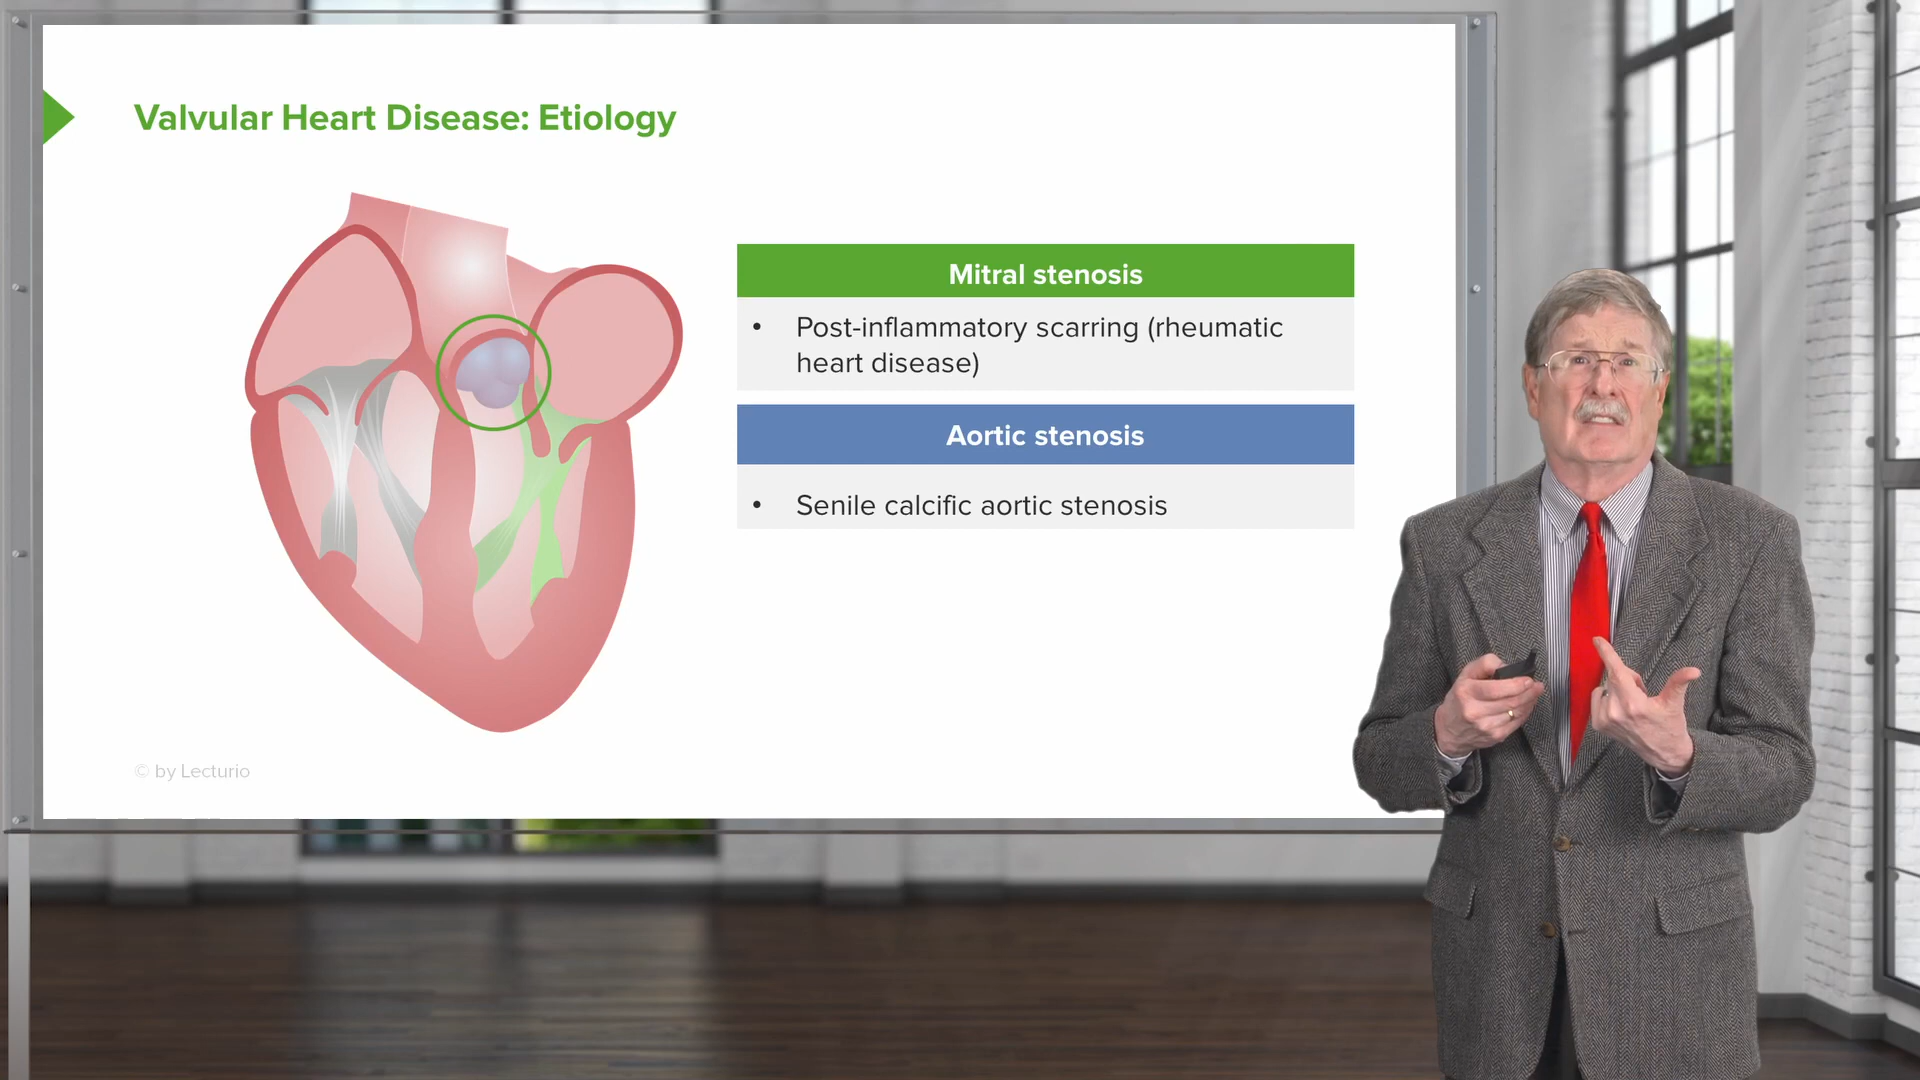 Valvular Heart Disease: Etiology
Mitral stenosis
• Post-inflammatory scarring (rheumatic
heart disease)
Aortic stenosis
• Senile calcific aortic stenosis
© by Lecturio